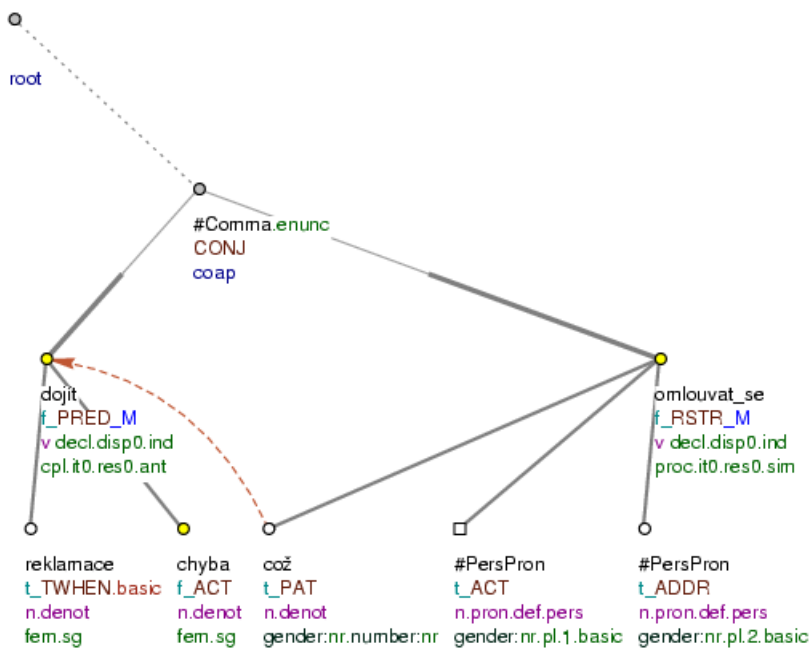 root
#Comma.enunc
CONJ
coap
dojít
f_PRED_M
v decl.disp0.ind
cpl.it0.res0.ant
omlouvat_se
f_RSTR_M
v decl.disp0.ind
proc.it0.res0.sim
reklamace
t_TWHEN.basic
n.denot
fem.sg
chyba
f_ACT
n.denot
fem.sg
což
t_PAT
n.denot
gender:nr.number:nr
#PersPron
t_ACT
n.pron.def.pers
gender:nr.pl.1.basic
#PersPron
t_ADDR
n.pron.def.pers
gender:nr.pl.2.basic